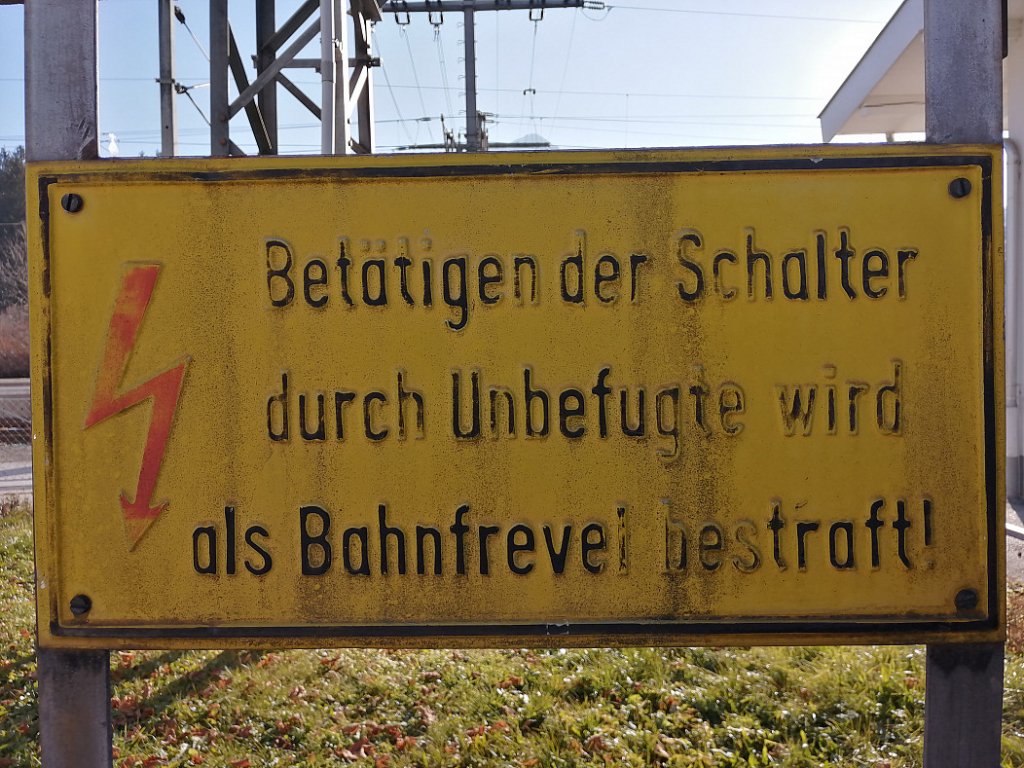 Betätigen der Schalter
durch Unbefugte wird
als Bahnfrevel bestraft!